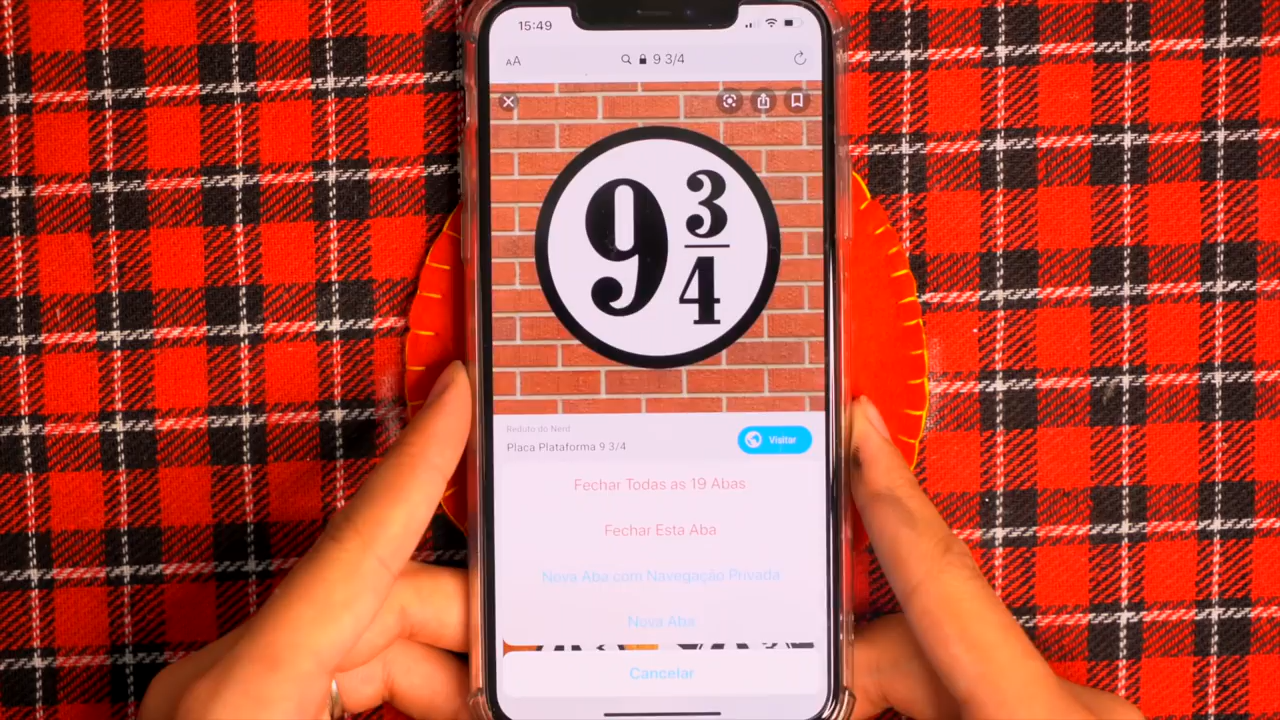 15:49
AA
9 3/4
9 3/4
Reduto do Nerd
Placa Plataforma 9 3/4
Visitar
Fechar Todas as 19 Abas
Fechar Esta Aba
Nova Aba com Navegação Privada
Nova Aba
Cancelar